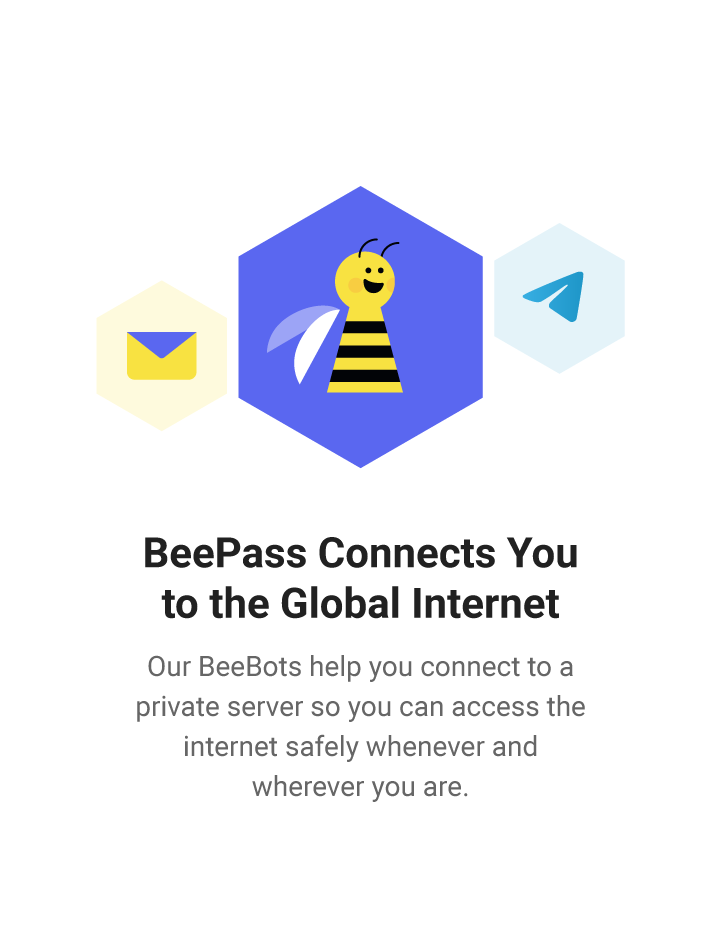 BeePass Connects You
to the Global Internet
Our BeeBots help you connect to a
private server so you can access the
internet safely whenever and
wherever you are.